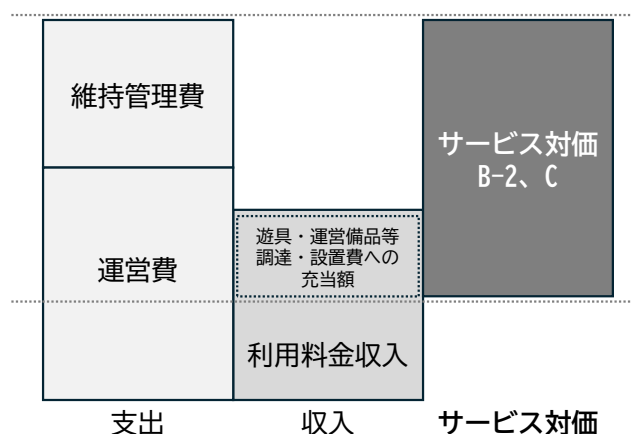 維持管理費
運営費
遊具・運営備品等
調達・設置費への
充当額
利用料金収入
サービス対価
B-2、C
支出
収入
サービス対価